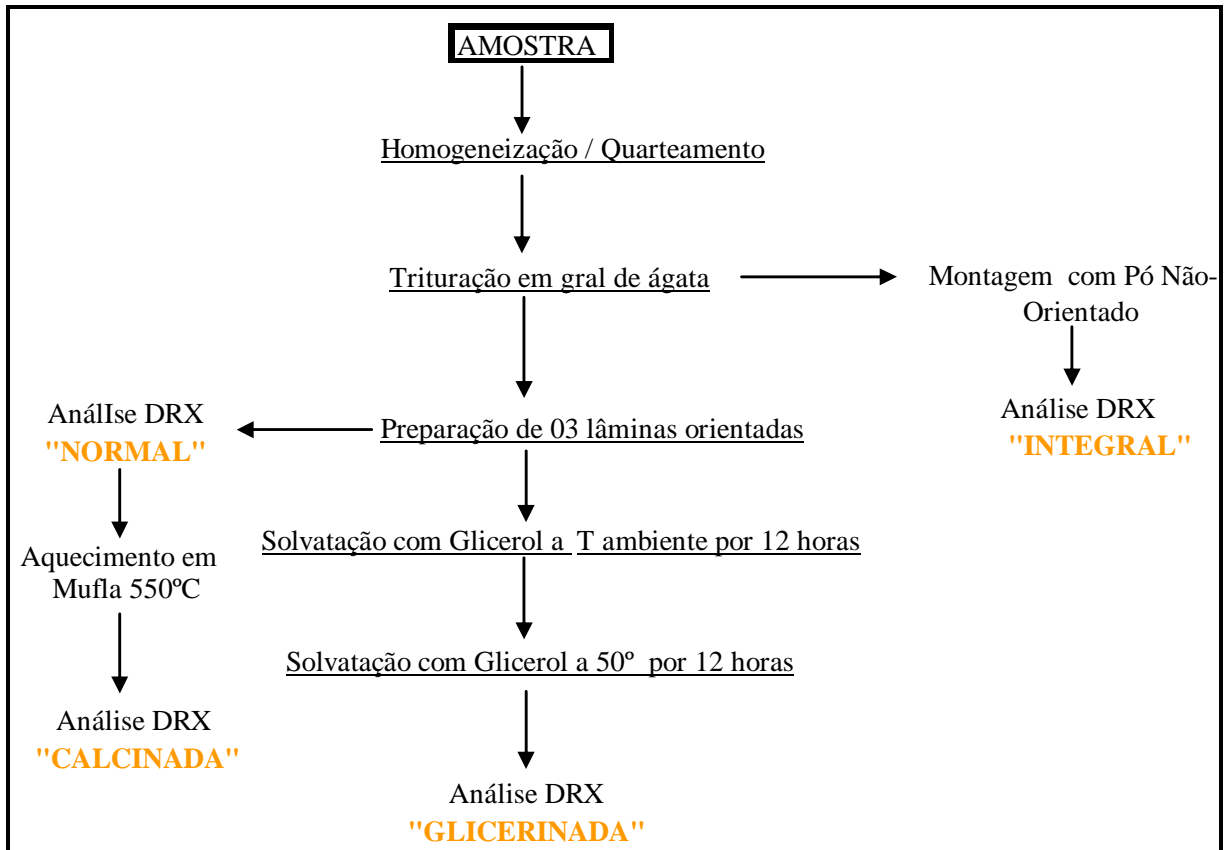 AMOSTRA
Homogeneização / Quarteamento
Trituração em gral de ágata
Montagem com Pó Não-
Orientado
Análise DRX
"INTEGRAL"
Preparação de 03 lâminas orientadas
AnálIse DRX
"NORMAL"
Aquecimento em
Mufla 550ºC
Análise DRX
"CALCINADA"
Solvatação com Glicerol a T ambiente por 12 horas
Solvatação com Glicerol a 50º por 12 horas
Análise DRX
"GLICERINADA"